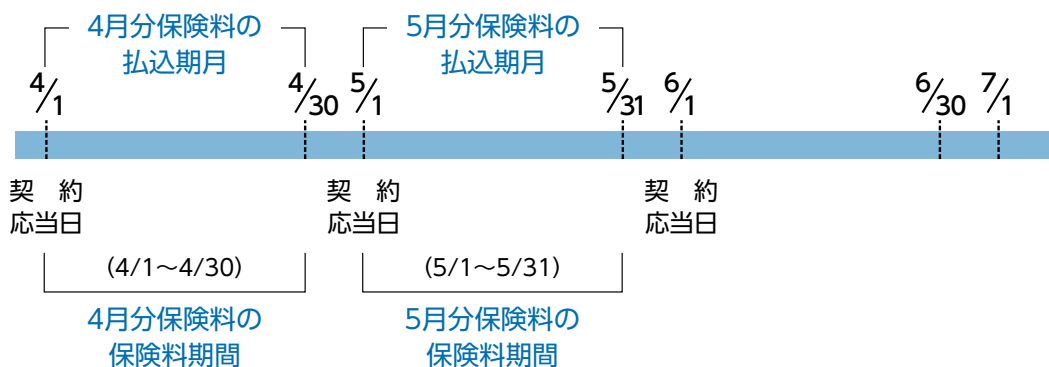 4月分保険料の
払込期月
5月分保険料の
払込期月
4/1
4/30
5/1
5/31
6/1
6/30
7/1
契 約
応当日
契 約
応当日
契 約
応当日
(4/1~4/30)
(5/1~5/31)
4月分保険料の
保険料期間
5月分保険料の
保険料期間